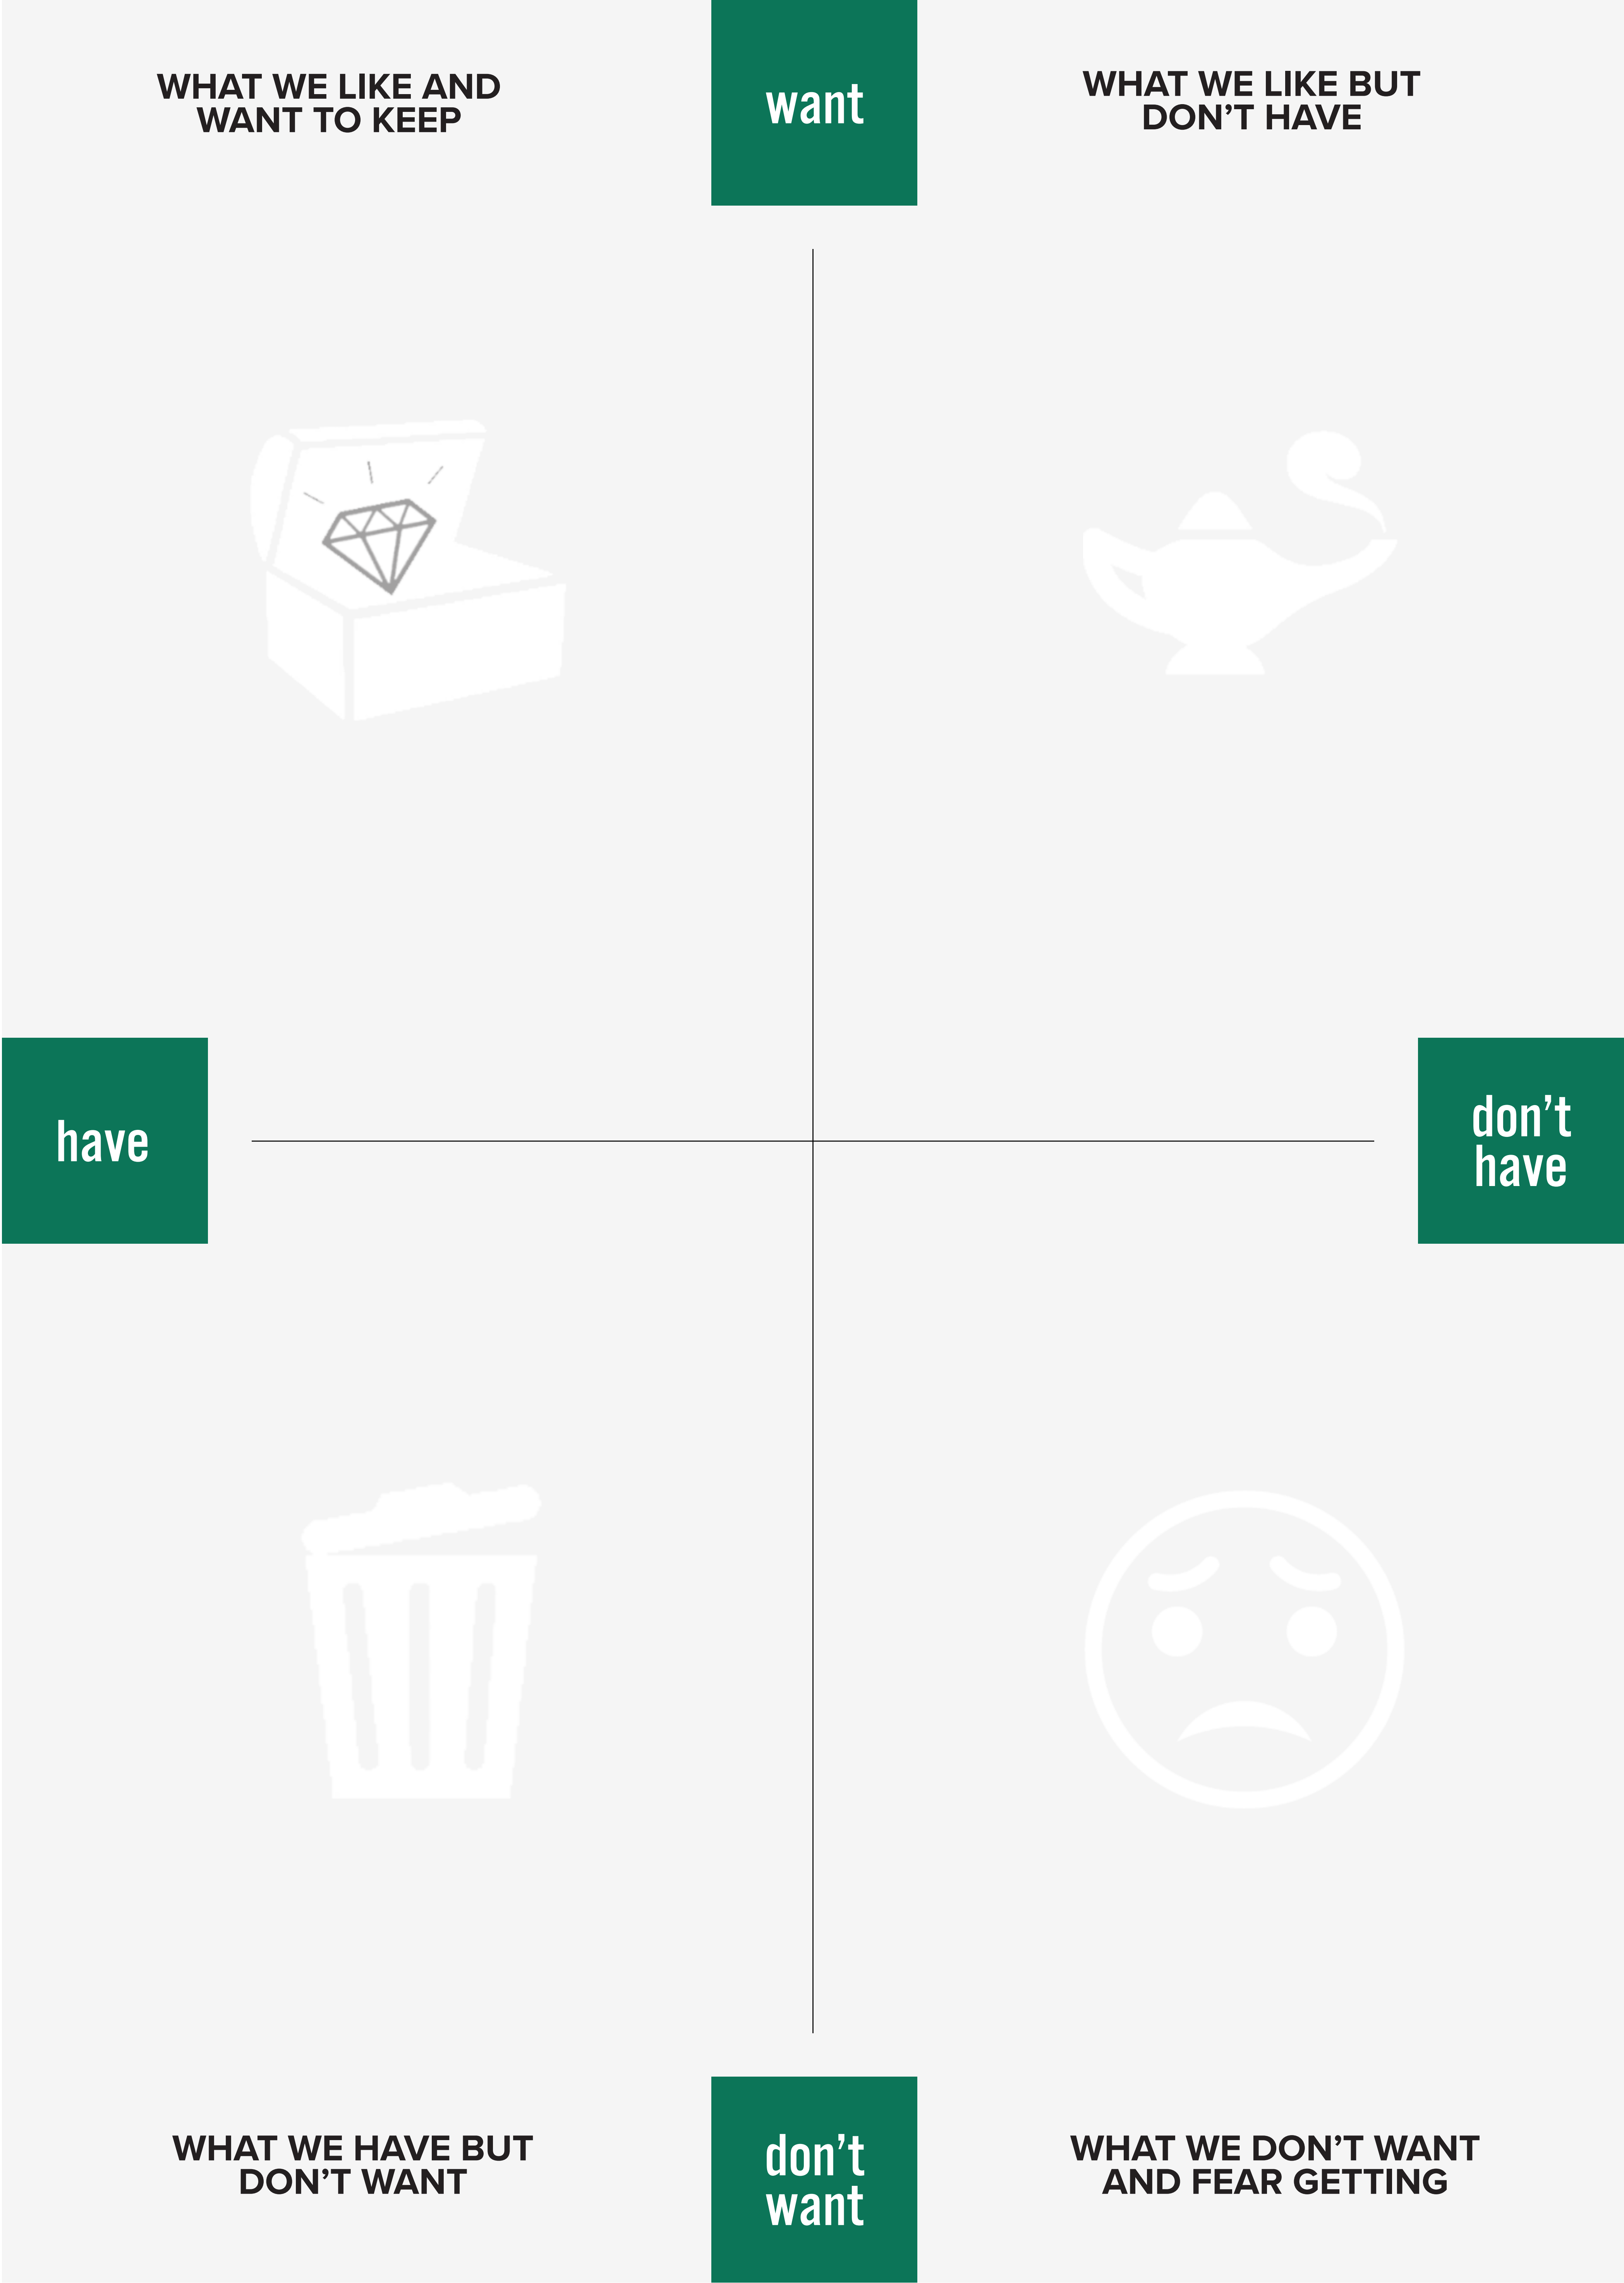 WHAT WE LIKE AND
WANT TO KEEP
want
WHAT WE LIKE BUT
DON’T HAVE
have
don’t
have
WHAT WE HAVE BUT
DON’T WANT
don’t
want
WHAT WE DON’T WANT
AND FEAR GETTING